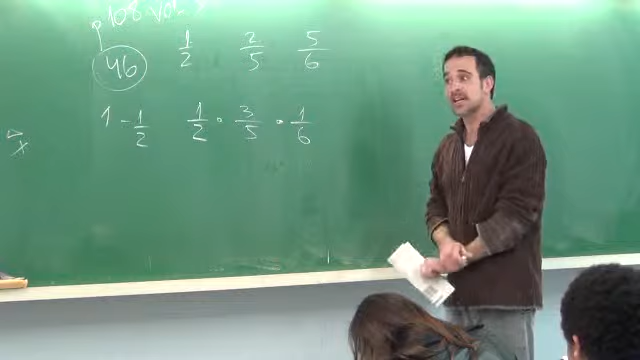 46 1/2 2/5 5/6
1 - 1/2 1/2 · 3/5 · 1/6
x